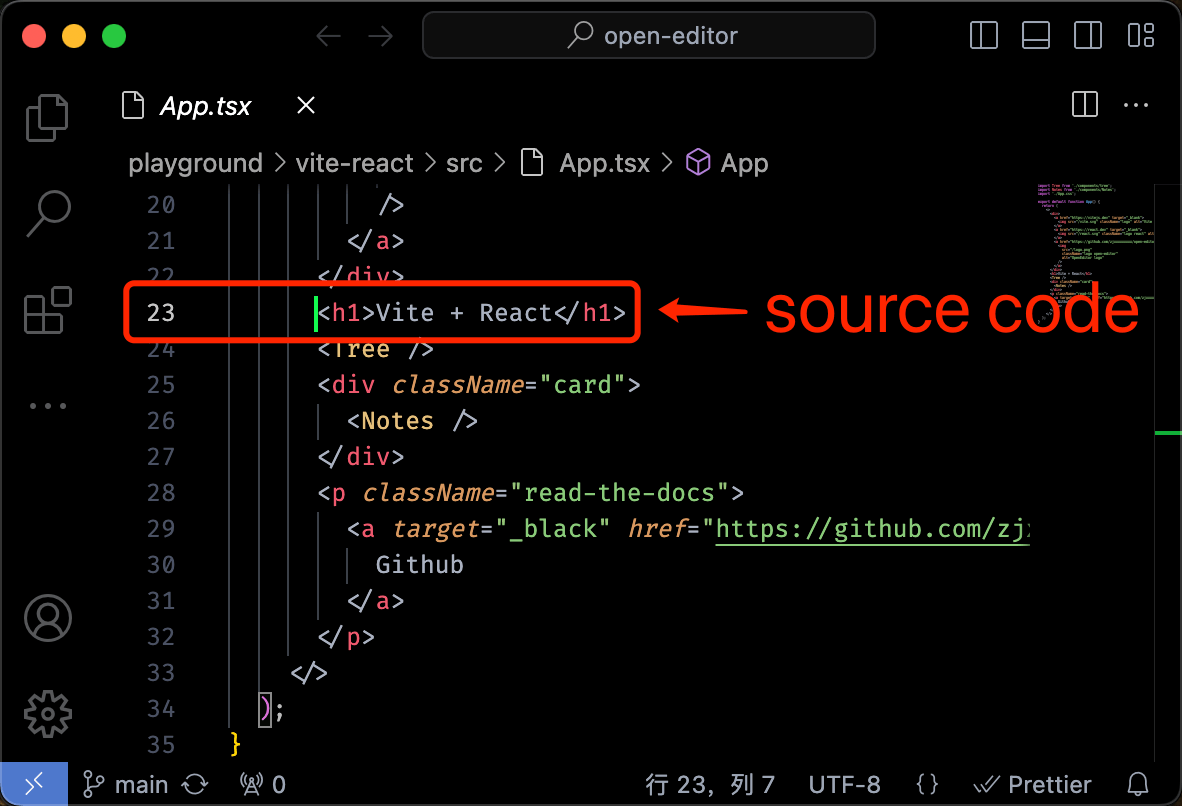 open-editor
App.tsx
playground > vite-react > src > App.tsx > App
20 />
21 </a>
22 </div>
23 <h1>Vite + React</h1>
source code
24 <Tree />
25 <div className="card">
26 <Notes />
27 </div>
28 <p className="read-the-docs">
29 <a target="_black" href="https://github.com/zj
30 Github
31 </a>
32 </p>
33 </>
34 );
35 }
main 0 行 23, 列 7 UTF-8 {} Prettier